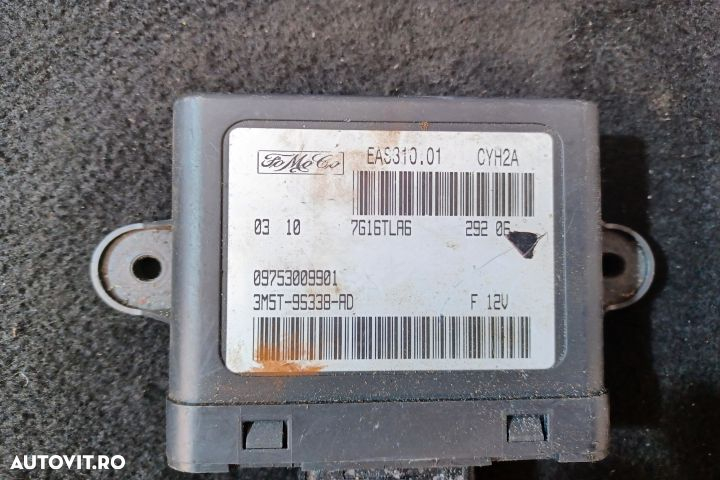 FoMoCo EAS310.01 CYH2A
03 10 7G16TLA6 292 06
09753009901
3M5T-9S338-AD F 12V
AUTOVIT.RO